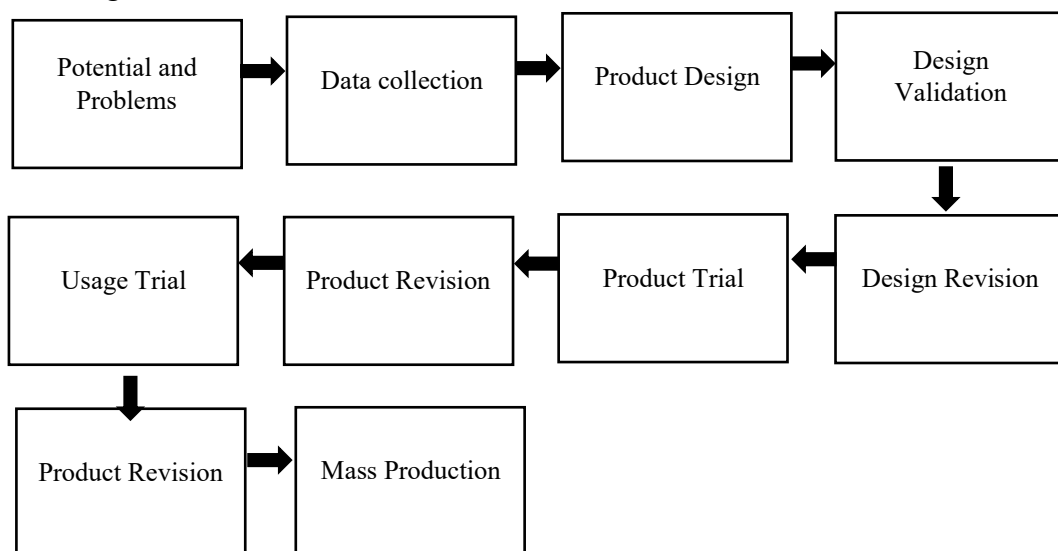 Potential and
Problems
Data collection
Product Design
Design
Validation
Usage Trial
Product Revision
Product Trial
Design Revision
Product Revision
Mass Production